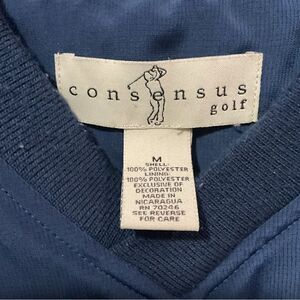 consensus
golf
M
SHELL:
100% POLYESTER
LINING:
100% POLYESTER
EXCLUSIVE OF
DECORATION
MADE IN
NICARAGUA
RN 70246
SEE REVERSE
FOR CARE